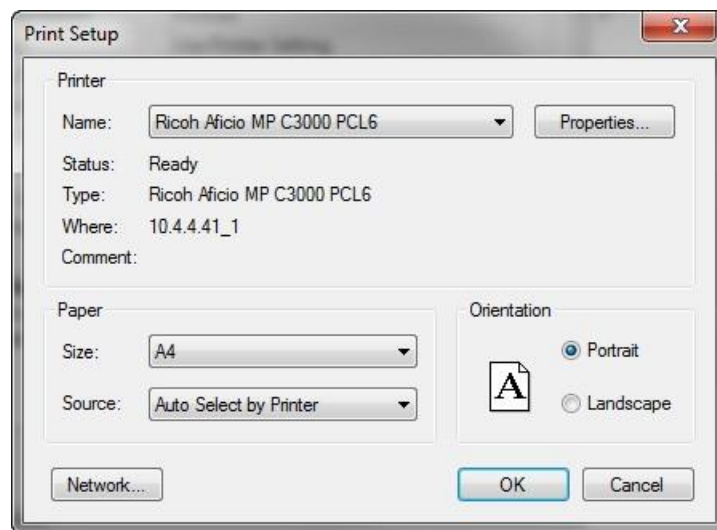 Print Setup
Printer
Name: Ricoh Aficio MP C3000 PCL6 Properties...
Status: Ready
Type: Ricoh Aficio MP C3000 PCL6
Where: 10.4.4.41_1
Comment:
Paper
Size: A4
Source: Auto Select by Printer
Orientation
A
Portrait
Landscape
Network... OK Cancel